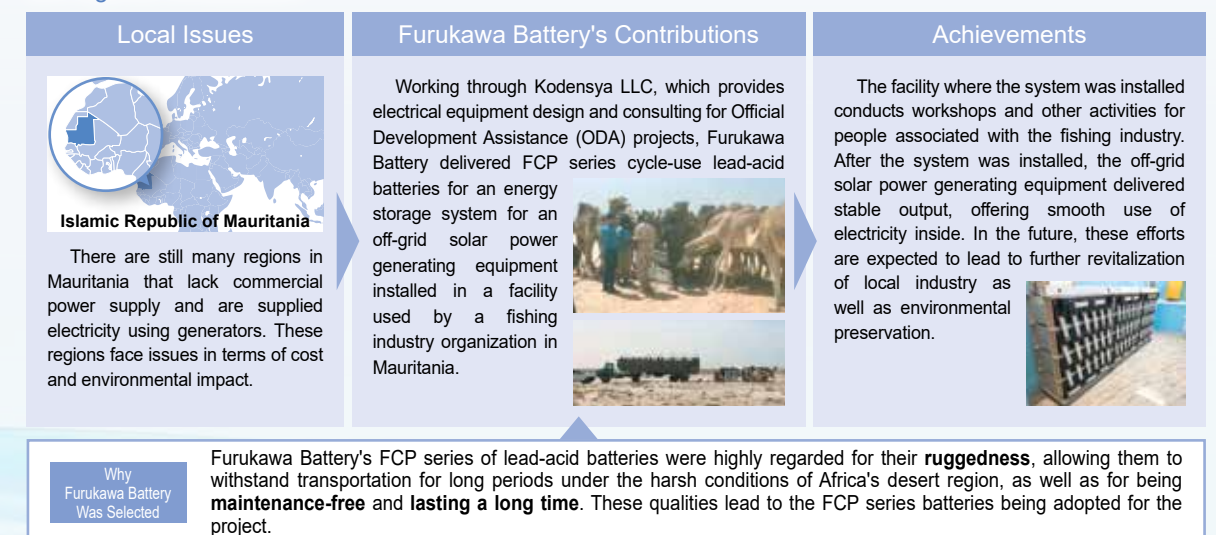 Local Issues
Islamic Republic of Mauritania
There are still many regions in
Mauritania that lack commercial
power supply and are supplied
electricity using generators. These
regions face issues in terms of cost
and environmental impact.
Furukawa Battery's Contributions
Working through Kodensya LLC, which provides
electrical equipment design and consulting for Official
Development Assistance (ODA) projects, Furukawa
Battery delivered FCP series cycle-use lead-acid
batteries for an energy
storage system for an
off-grid solar power
generating equipment
installed in a facility
used by a fishing
industry organization in
Mauritania.
Achievements
The facility where the system was installed
conducts workshops and other activities for
people associated with the fishing industry.
After the system was installed, the off-grid
solar power generating equipment delivered
stable output, offering smooth use of
electricity inside. In the future, these efforts
are expected to lead to further revitalization
of local industry as
well as environmental
preservation.
Why
Furukawa Battery
Was Selected
Furukawa Battery's FCP series of lead-acid batteries were highly regarded for their ruggedness, allowing them to
withstand transportation for long periods under the harsh conditions of Africa's desert region, as well as for being
maintenance-free and lasting a long time. These qualities lead to the FCP series batteries being adopted for the
project.